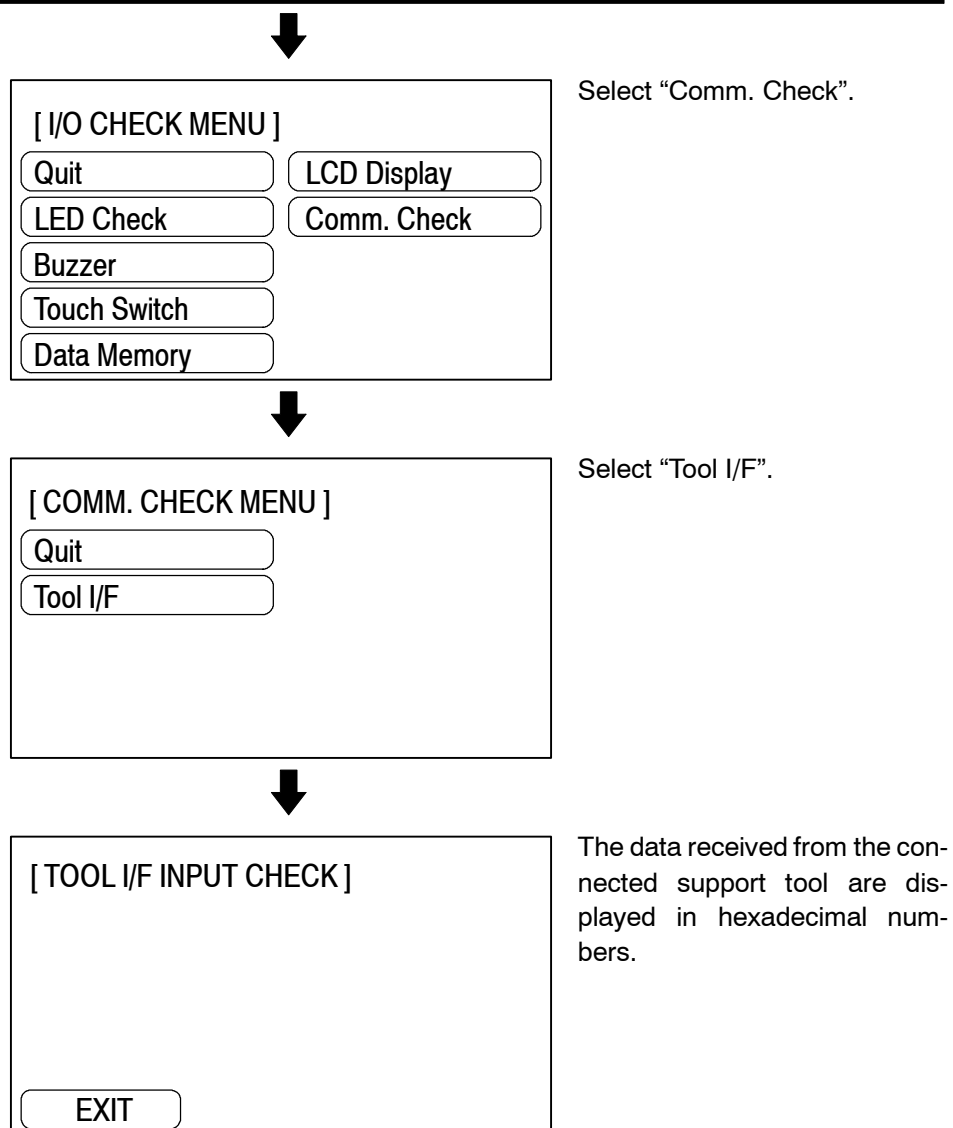 Select “Comm. Check”.
[ I/O CHECK MENU ]
Quit
LCD Display
LED Check
Comm. Check
Buzzer
Touch Switch
Data Memory
Select “Tool I/F”.
[ COMM. CHECK MENU ]
Quit
Tool I/F
[ TOOL I/F INPUT CHECK ]
The data received from the con-
nected support tool are dis-
played in hexadecimal num-
bers.
EXIT